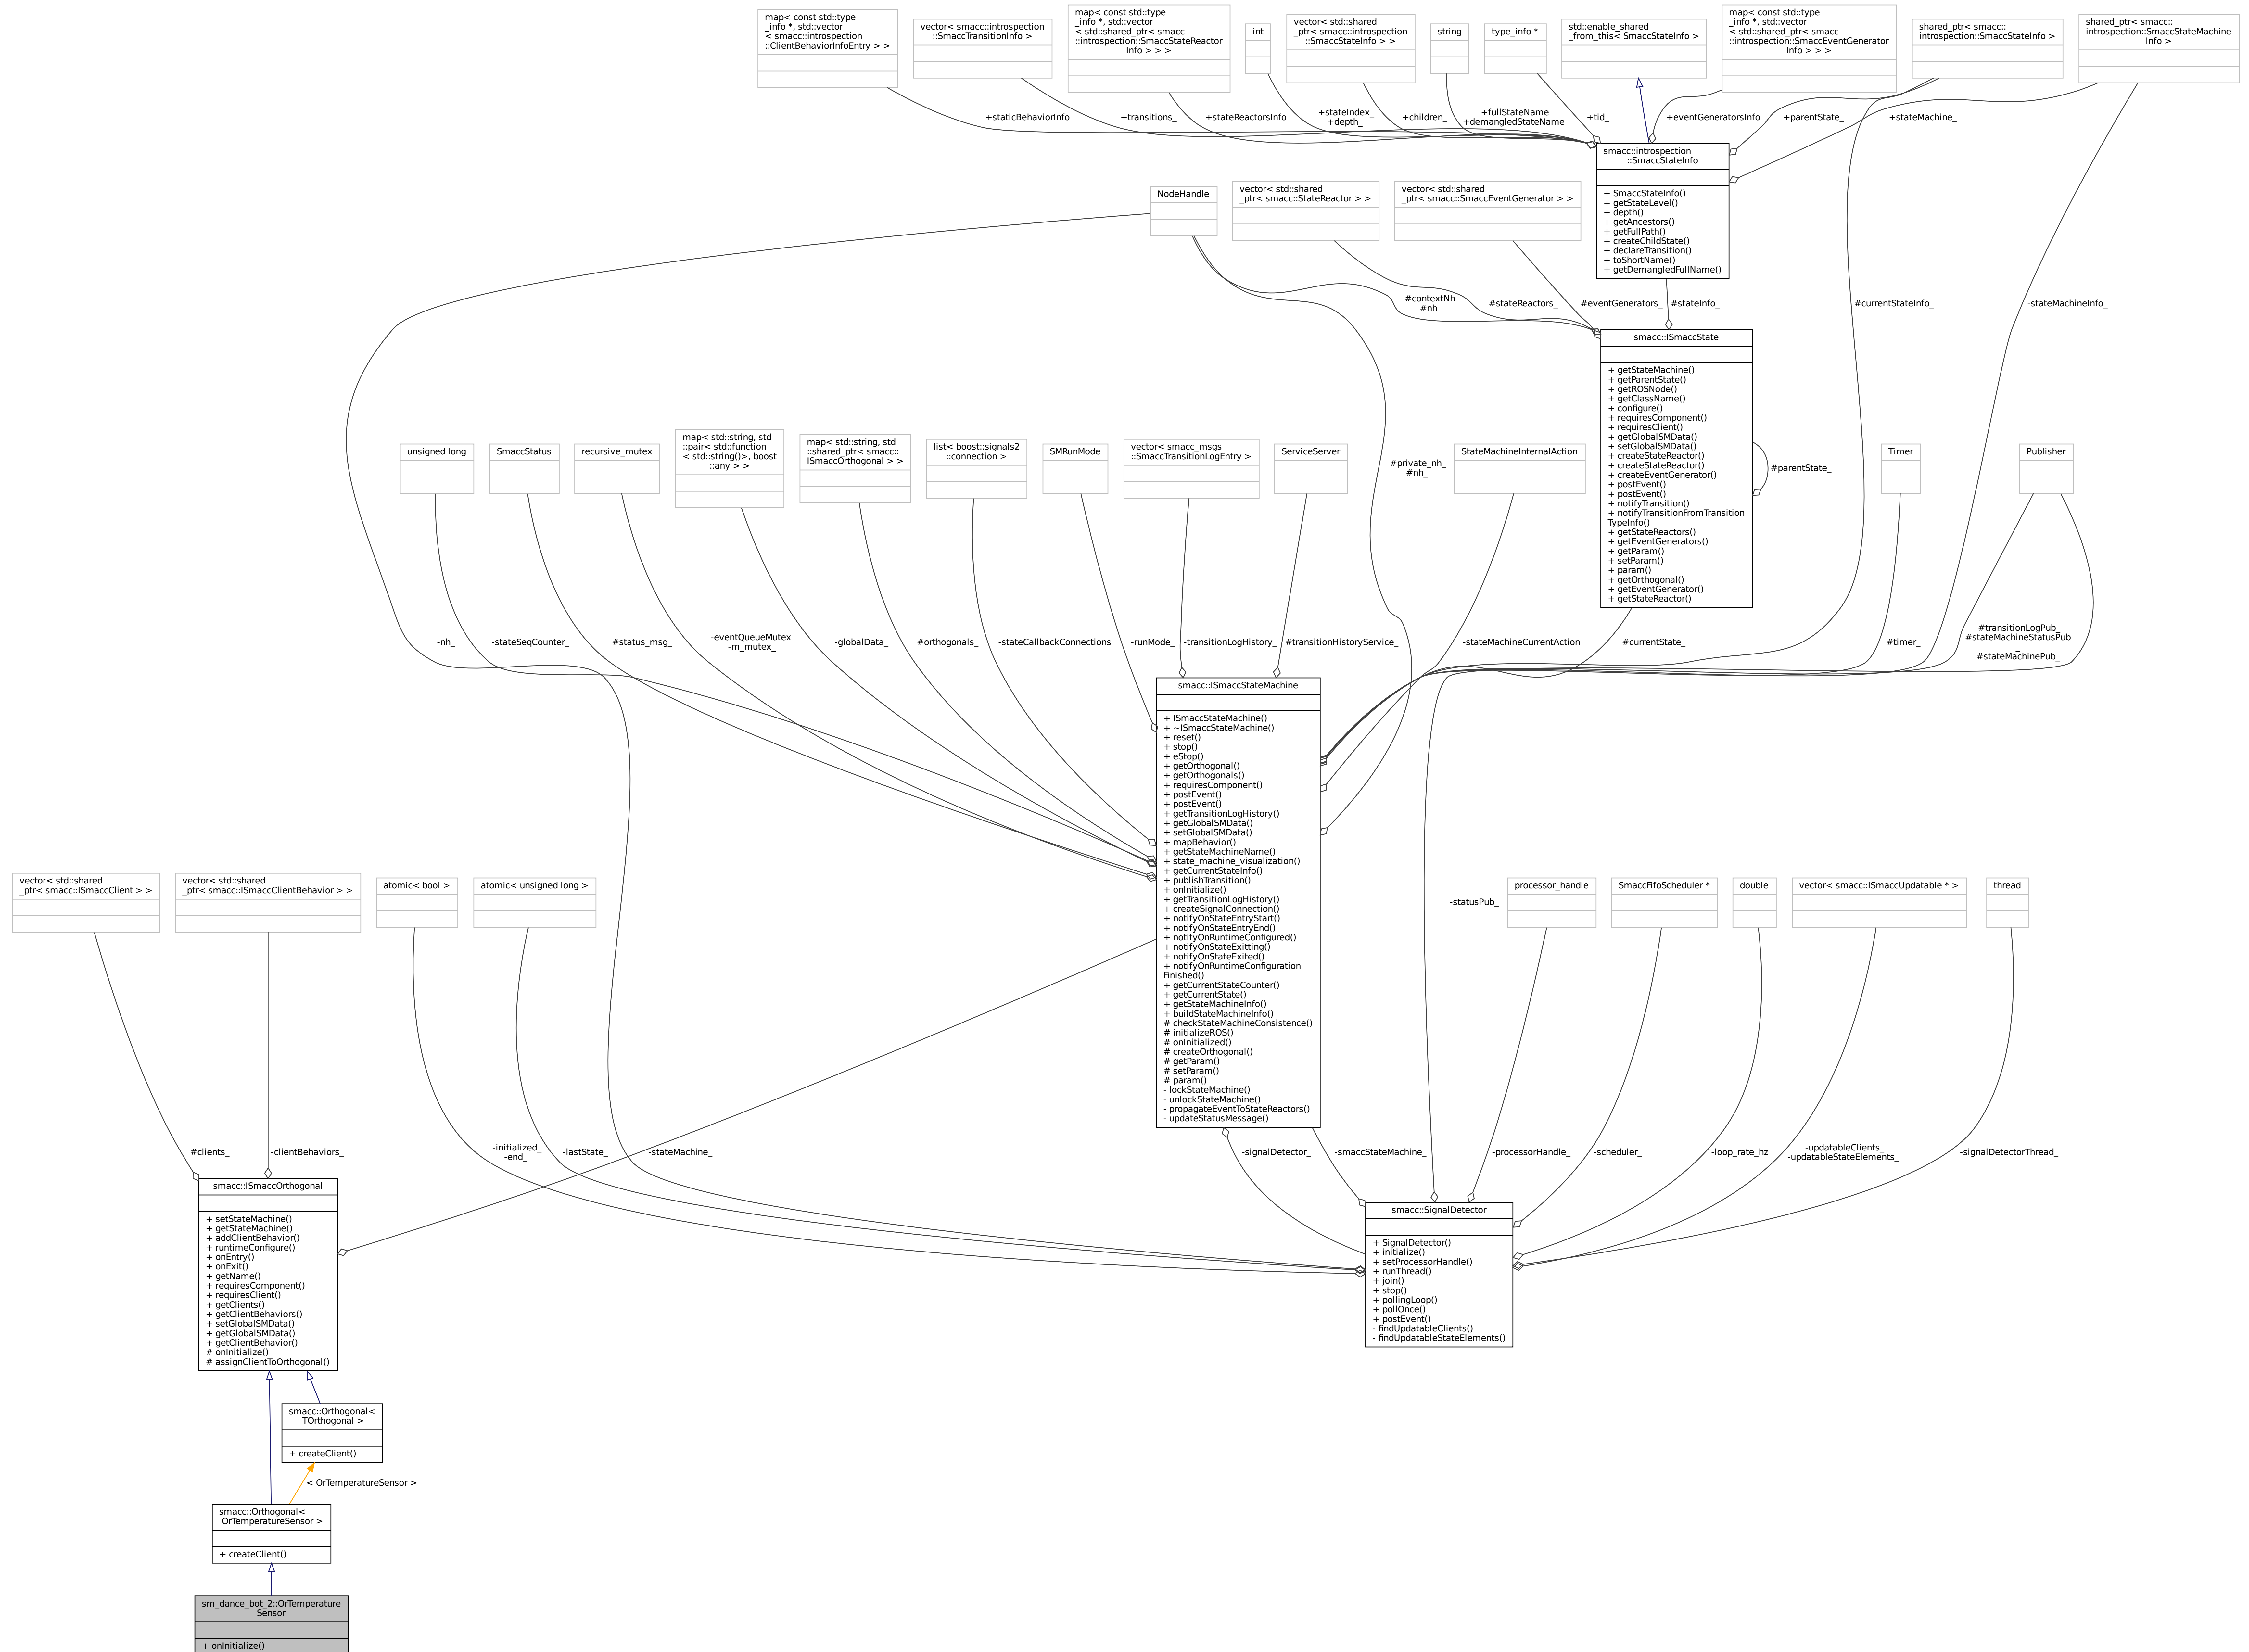 map< const std::type
_info *, std::vector
< smacc::introspection
::ClientBehaviorInfoEntry > >
vector< smacc::introspection
::SmaccTransitionInfo >
map< const std::type
_info *, std::vector
< std::shared_ptr< smacc
::introspection::SmaccStateReactor
Info > > >
int
vector< std::shared
_ptr< smacc::introspection
::SmaccStateInfo > >
string
type_info *
std::enable_shared
_from_this< SmaccStateInfo >
map< const std::type
_info *, std::vector
< std::shared_ptr< smacc
::introspection::SmaccEventGenerator
Info > > >
shared_ptr< smacc::
introspection::SmaccStateInfo >
shared_ptr< smacc::
introspection::SmaccStateMachine
Info >
+staticBehaviorInfo
+transitions_
+stateReactorsInfo
+stateIndex_
+depth_
+children_
+fullStateName
+demangledStateName
+tid_
+eventGeneratorsInfo
+parentState_
+stateMachine_
smacc::introspection
::SmaccStateInfo
+ SmaccStateInfo()
+ getStateLevel()
+ depth()
+ getAncestors()
+ getFullPath()
+ createChildState()
+ declareTransition()
+ toShortName()
+ getDemangledFullName()
NodeHandle
vector< std::shared
_ptr< smacc::StateReactor > >
vector< std::shared
_ptr< smacc::SmaccEventGenerator > >
#contextNh
#nh
#stateReactors_
#eventGenerators_
#stateInfo_
#currentStateInfo_
-stateMachineInfo_
smacc::ISmaccState
+ getStateMachine()
+ getParentState()
+ getROSNode()
+ getClassName()
+ configure()
+ requiresComponent()
+ requiresClient()
+ getGlobalSMData()
+ setGlobalSMData()
+ createStateReactor()
+ createStateReactor()
+ createEventGenerator()
+ postEvent()
+ postEvent()
+ notifyTransition()
+ notifyTransitionFromTransition
TypeInfo()
+ getStateReactors()
+ getEventGenerators()
+ getParam()
+ setParam()
+ param()
+ getOrthogonal()
+ getEventGenerator()
+ getStateReactor()
#parentState_
unsigned long
SmaccStatus
recursive_mutex
map< std::string, std
::pair< std::function
< std::string()>, boost
::any > >
map< std::string, std
::shared_ptr< smacc::
ISmaccOrthogonal > >
list< boost::signals2
::connection >
SMRunMode
vector< smacc_msgs
::SmaccTransitionLogEntry >
ServiceServer
#private_nh_
#nh_
StateMachineInternalAction
Timer
Publisher
-nh_
-stateSeqCounter_
#status_msg_
-eventQueueMutex_
-m_mutex_
-globalData_
#orthogonals_
-stateCallbackConnections
-runMode_
-transitionLogHistory_
#transitionHistoryService_
-stateMachineCurrentAction
#currentState_
#timer_
#transitionLogPub_
#stateMachineStatusPub
_
#stateMachinePub_
smacc::ISmaccStateMachine
+ ISmaccStateMachine()
+ ~ISmaccStateMachine()
+ reset()
+ stop()
+ eStop()
+ getOrthogonal()
+ getOrthogonals()
+ requiresComponent()
+ postEvent()
+ postEvent()
+ getTransitionLogHistory()
+ getGlobalSMData()
+ setGlobalSMData()
+ mapBehavior()
+ getStateMachineName()
+ state_machine_visualization()
+ getCurrentStateInfo()
+ publishTransition()
+ onInitialize()
+ getTransitionLogHistory()
+ createSignalConnection()
+ notifyOnStateEntryStart()
+ notifyOnStateEntryEnd()
+ notifyOnRuntimeConfigured()
+ notifyOnStateExitting()
+ notifyOnStateExited()
+ notifyOnRuntimeConfiguration
Finished()
+ getCurrentStateCounter()
+ getCurrentState()
+ getStateMachineInfo()
+ buildStateMachineInfo()
# checkStateMachineConsistence()
# initializeROS()
# onInitialized()
# createOrthogonal()
# getParam()
# setParam()
# param()
- lockStateMachine()
- unlockStateMachine()
- propagateEventToStateReactors()
- updateStatusMessage()
vector< std::shared
_ptr< smacc::ISmaccClient > >
vector< std::shared
_ptr< smacc::ISmaccClientBehavior > >
atomic< bool >
atomic< unsigned long >
-statusPub_
processor_handle
SmaccFifoScheduler *
double
vector< smacc::ISmaccUpdatable * >
thread
#clients_
-clientBehaviors_
-initialized_
-end_
-lastState_
-stateMachine_
-signalDetector_
-smaccStateMachine_
-processorHandle_
-scheduler_
-loop_rate_hz
-updatableClients_
-updatableStateElements_
-signalDetectorThread_
smacc::ISmaccOrthogonal
+ setStateMachine()
+ getStateMachine()
+ addClientBehavior()
+ runtimeConfigure()
+ onEntry()
+ onExit()
+ getName()
+ requiresComponent()
+ requiresClient()
+ getClients()
+ getClientBehaviors()
+ setGlobalSMData()
+ getGlobalSMData()
+ getClientBehavior()
# onInitialize()
# assignClientToOrthogonal()
smacc::SignalDetector
+ SignalDetector()
+ initialize()
+ setProcessorHandle()
+ runThread()
+ join()
+ stop()
+ pollingLoop()
+ pollOnce()
+ postEvent()
- findUpdatableClients()
- findUpdatableStateElements()
smacc::Orthogonal<
TOrthogonal >
+ createClient()
< OrTemperatureSensor >
smacc::Orthogonal<
OrTemperatureSensor >
+ createClient()
sm_dance_bot_2::OrTemperature
Sensor
+ onInitialize()